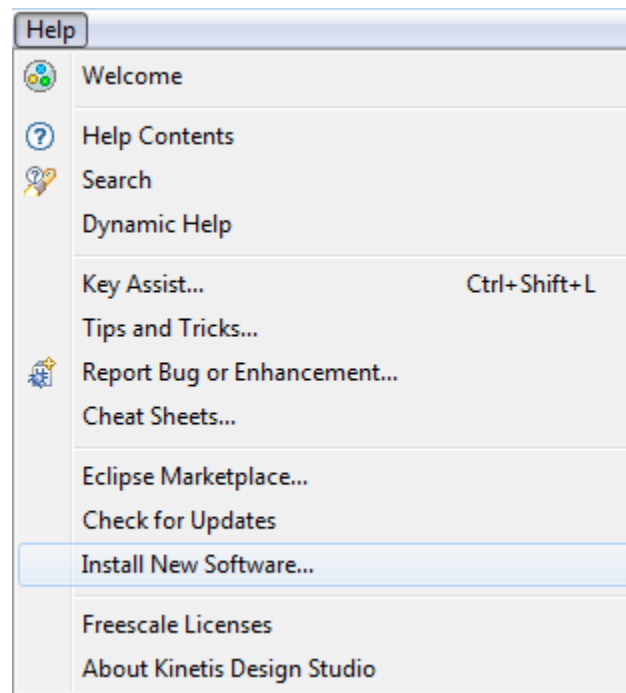 Help
Welcome
Help Contents
Search
Dynamic Help
Key Assist... Ctrl+Shift+L
Tips and Tricks...
Report Bug or Enhancement...
Cheat Sheets...
Eclipse Marketplace...
Check for Updates
Install New Software...
Freescale Licenses
About Kinetis Design Studio